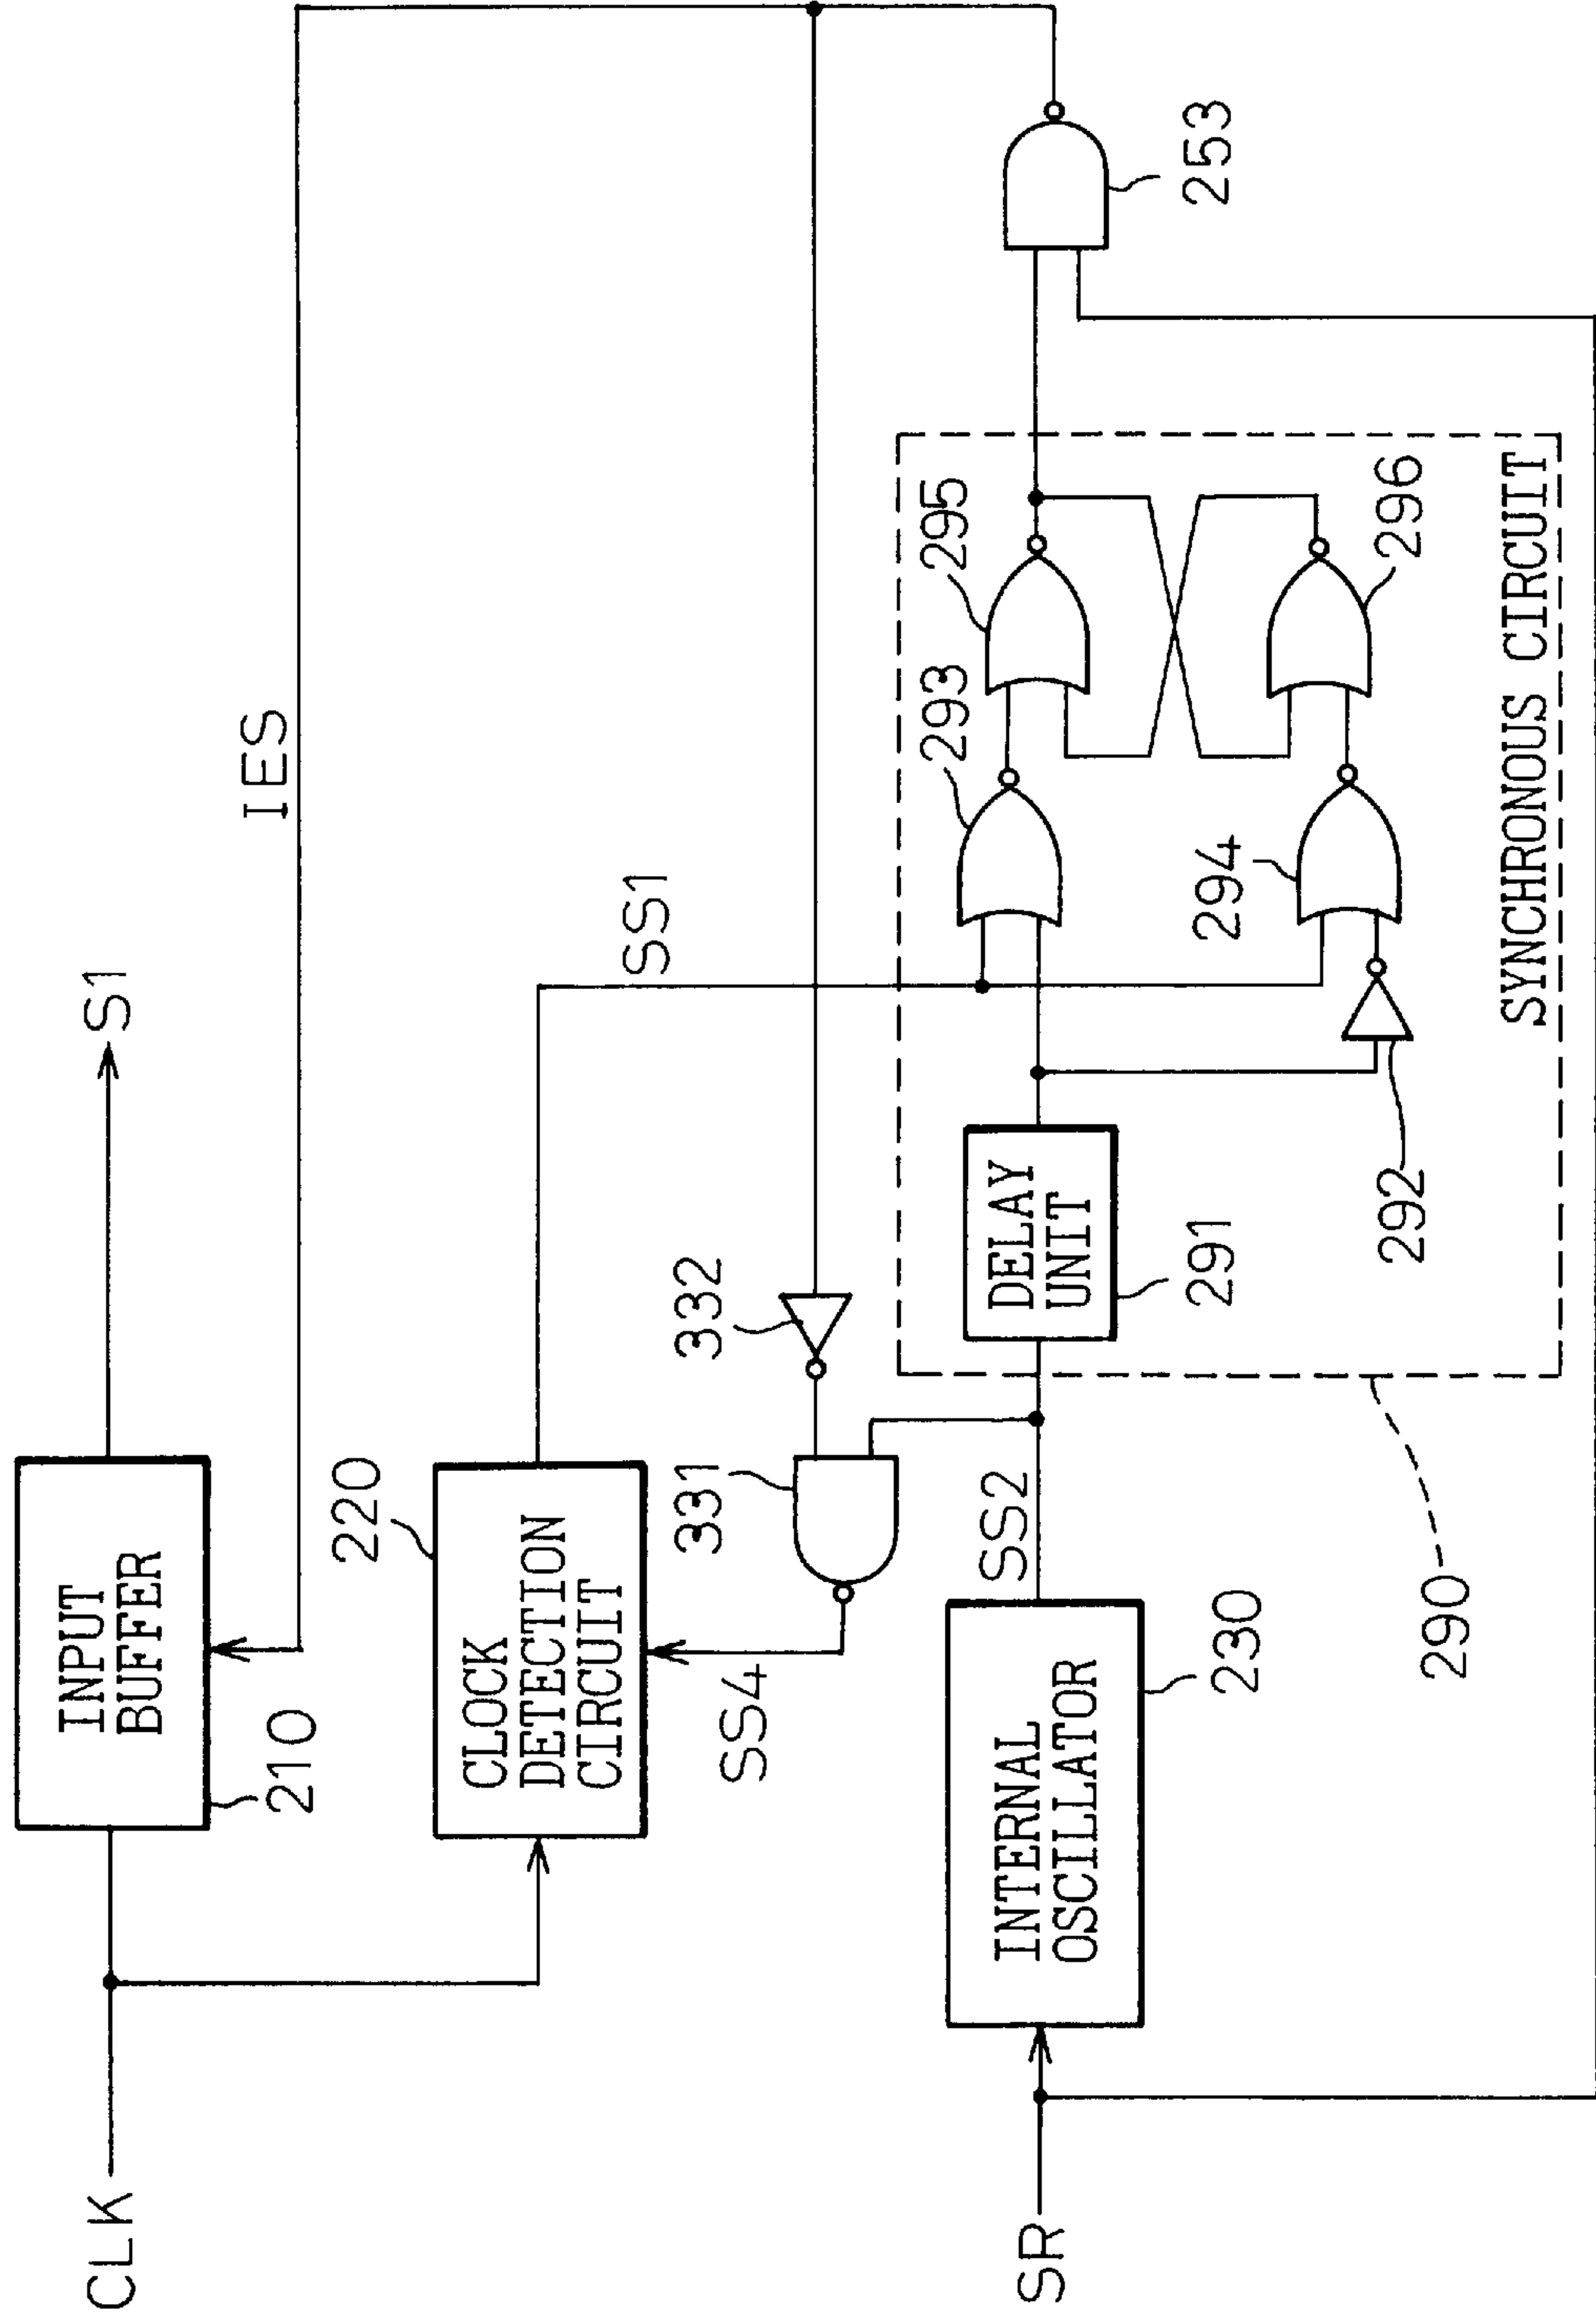 CLK
INPUT
BUFFER
210
S1
IES
CLOCK
DETECTION
CIRCUIT
220
SS1
SS4
331
332
SR
INTERNAL
OSCILLATOR
230
SS2
DELAY
UNIT
291
292
293
294
295
296
253
290
SYNCHRONOUS CIRCUIT